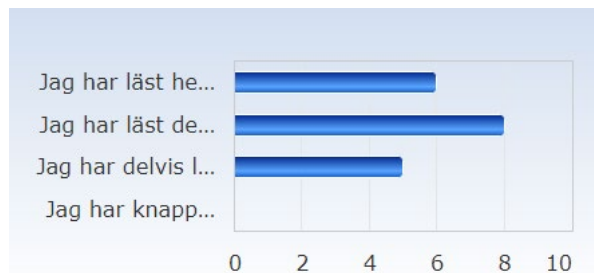 Jag har läst he...
Jag har läst de...
Jag har delvis l...
Jag har knapp...
0 2 4 6 8 10